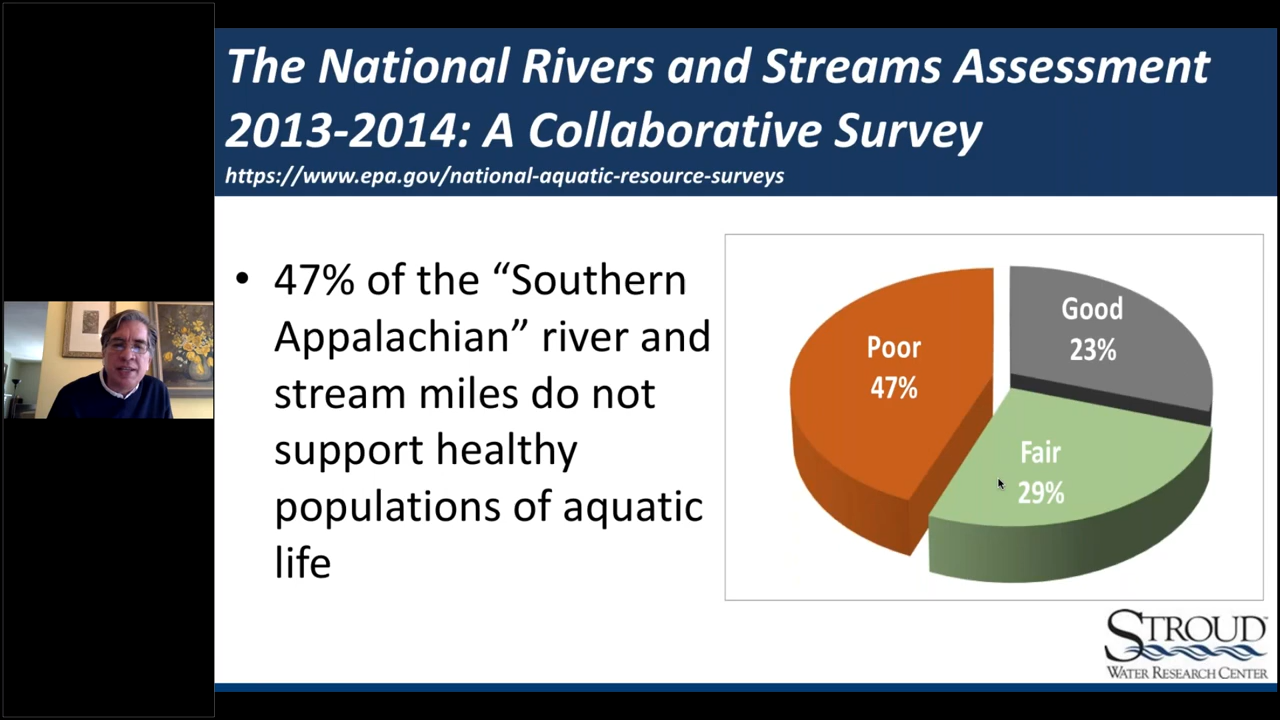 The National Rivers and Streams Assessment
2013-2014: A Collaborative Survey
https://www.epa.gov/national-aquatic-resource-surveys
• 47% of the “Southern
Appalachian” river and
stream miles do not
support healthy
populations of aquatic
life
Poor
47%
Good
23%
Fair
29%
STROUD™
WATER RESEARCH CENTER